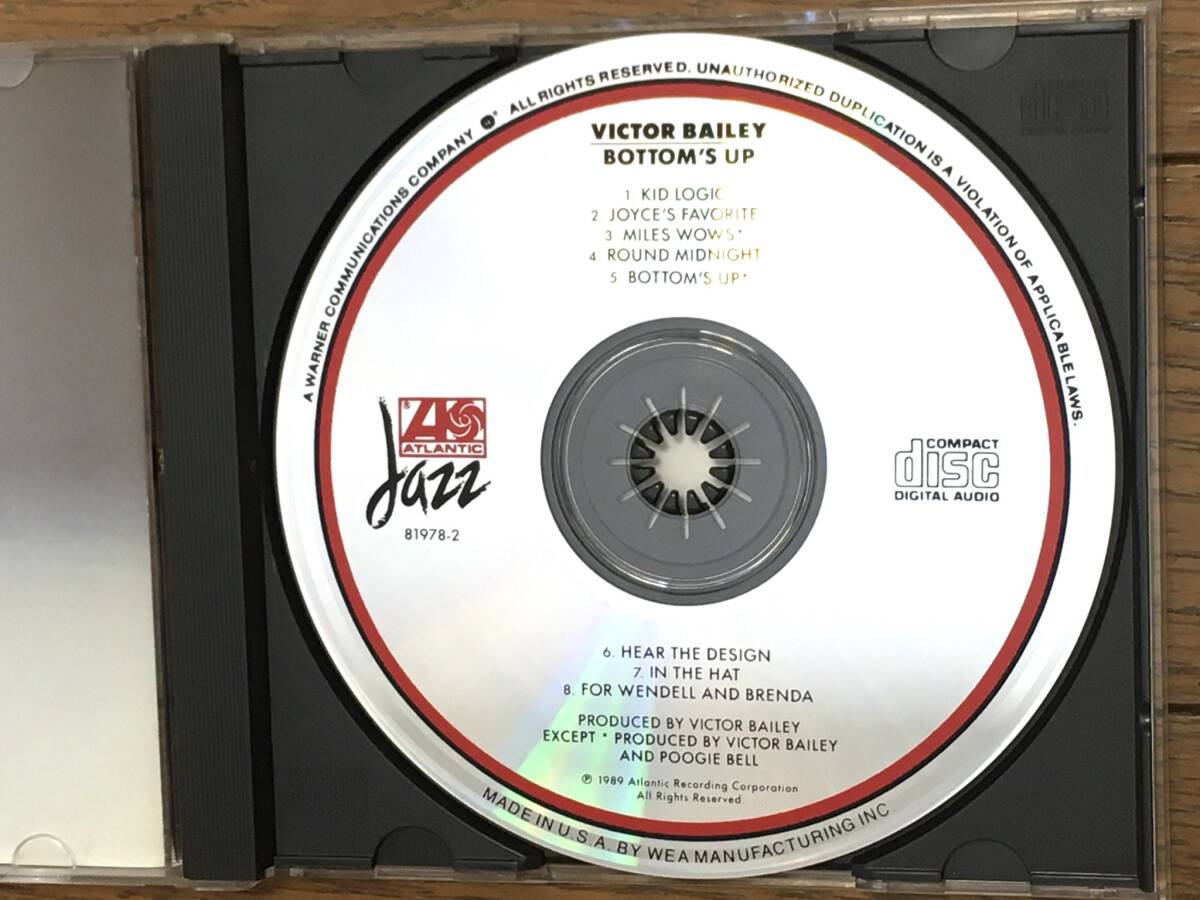 A WARNER COMMUNICATIONS COMPANY ® ALL RIGHTS RESERVED. UNAUTHORIZED DUPLICATION IS A VIOLATION OF APPLICABLE LAWS.
VICTOR BAILEY
BOTTOM'S UP
1. KID LOGIC
2. JOYCE'S FAVORITE
3. MILES WOWS*
4. ROUND MIDNIGHT
5 BOTTOM'S UP*
® ATLANTIC
Jazz
81978-2
COMPACT
disc
DIGITAL AUDIO
6. HEAR THE DESIGN
7. IN THE HAT
8. FOR WENDELL AND BRENDA
PRODUCED BY VICTOR BAILEY
EXCEPT * PRODUCED BY VICTOR BAILEY
AND POOGIE BELL
℗ 1989 Atlantic Recording Corporation
All Rights Reserved
MADE IN U.S.A. BY WEA MANUFACTURING INC
COMPACT
disc
DIGITAL AUDIO